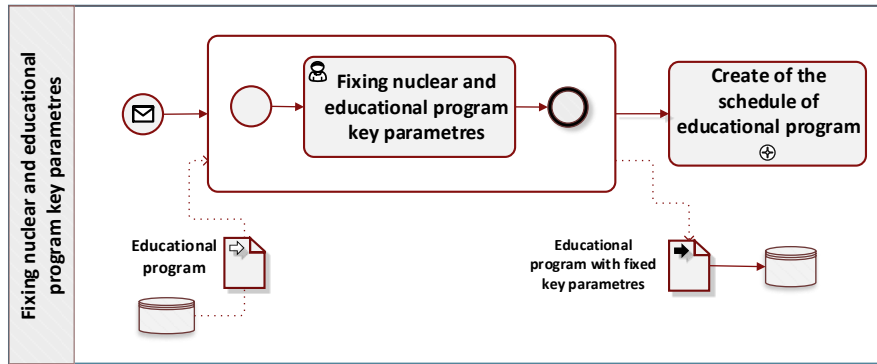 Fixing nuclear and educational
program key parametres
Fixing nuclear and
educational program
key parametres
Create of the
schedule of
educational program
Educational
program
Educational
program with fixed
key parametres